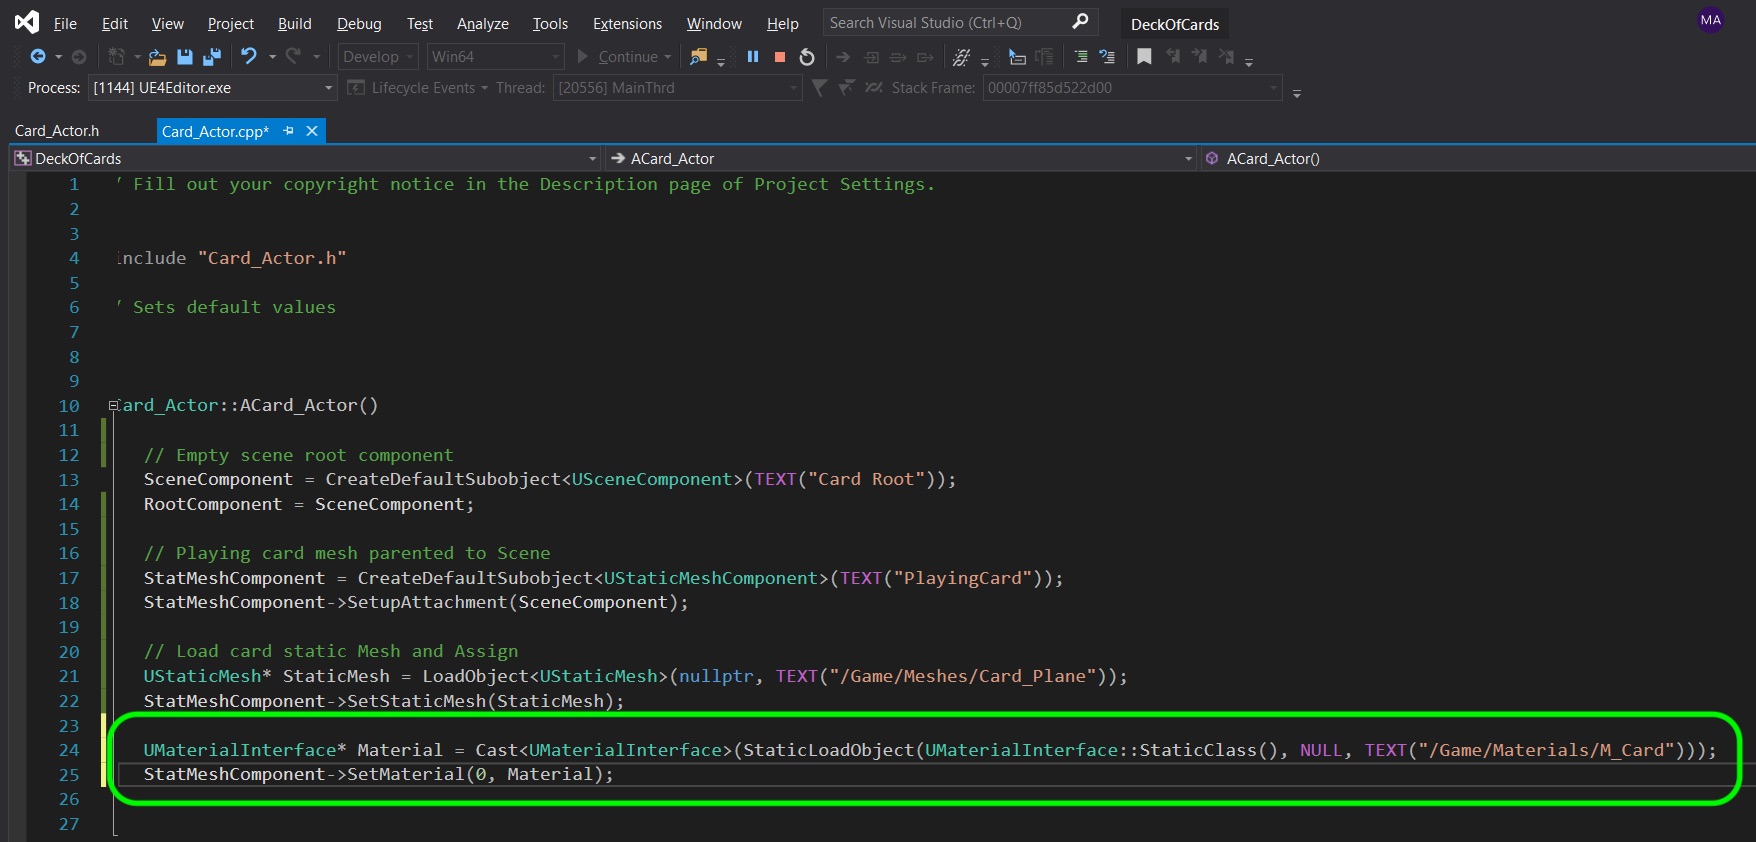 File Edit View Project Build Debug Test Analyze Tools Extensions Window Help Search Visual Studio (Ctrl+Q) DeckOfCards MA
Develop Win64 Continue
Process: [1144] UE4Editor.exe Lifecycle Events Thread: [20556] MainThrd Stack Frame: 00007ff85d522d00
Card_Actor.h Card_Actor.cpp*
DeckOfCards ACard_Actor ACard_Actor()
1 / Fill out your copyright notice in the Description page of Project Settings.
2
3
4 include "Card_Actor.h"
5
6 / Sets default values
7
8
9
10 Card_Actor::ACard_Actor()
11
12 // Empty scene root component
13 SceneComponent = CreateDefaultSubobject<USceneComponent>(TEXT("Card Root"));
14 RootComponent = SceneComponent;
15
16 // Playing card mesh parented to Scene
17 StatMeshComponent = CreateDefaultSubobject<UStaticMeshComponent>(TEXT("PlayingCard"));
18 StatMeshComponent->SetupAttachment(SceneComponent);
19
20 // Load card static Mesh and Assign
21 UStaticMesh* StaticMesh = LoadObject<UStaticMesh>(nullptr, TEXT("/Game/Meshes/Card_Plane"));
22 StatMeshComponent->SetStaticMesh(StaticMesh);
23
24 UMaterialInterface* Material = Cast<UMaterialInterface>(StaticLoadObject(UMaterialInterface::StaticClass(), NULL, TEXT("/Game/Materials/M_Card")));
25 StatMeshComponent->SetMaterial(0, Material);
26
27